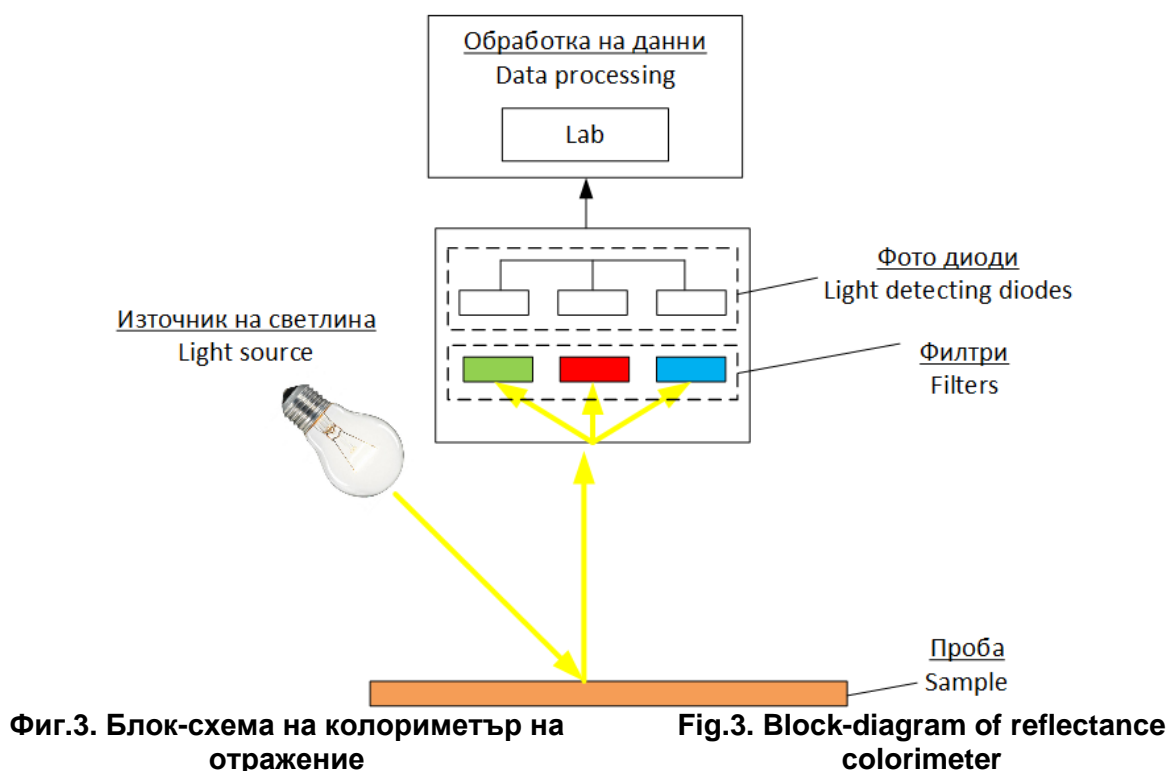 Обработка на данни
Data processing
Lab
Фото диоди
Light detecting diodes
Източник на светлина
Light source
Филтри
Filters
Проба
Sample
Фиг.3. Блок-схема на колориметър на
отражение
Fig.3. Block-diagram of reflectance
colorimeter